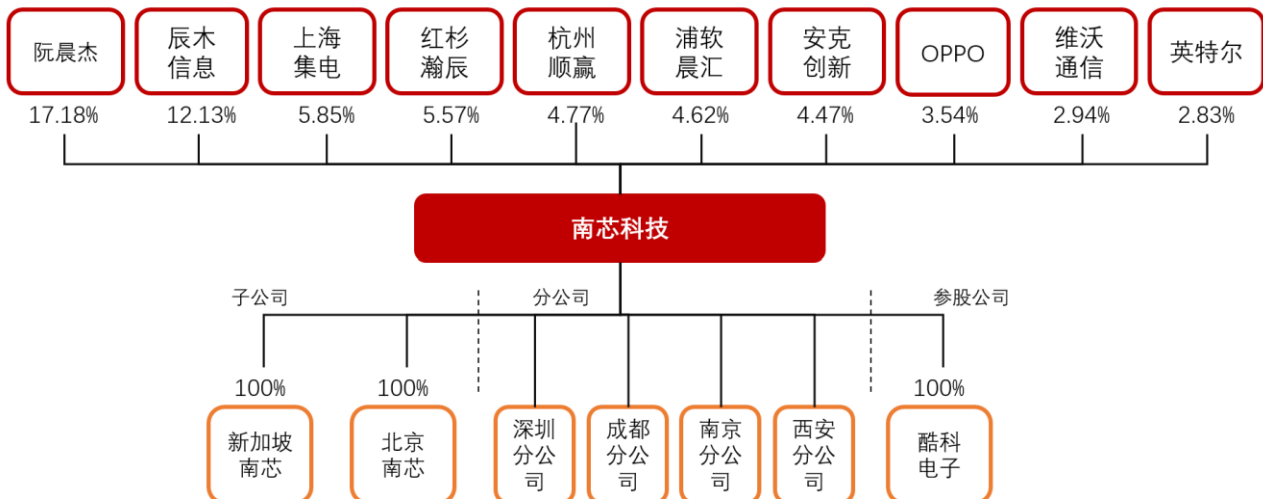 阮晨杰
辰木
信息
上海
集电
红杉
瀚辰
杭州
顺赢
浦软
晨汇
安克
创新
OPPO
维沃
通信
英特尔
17.18%
12.13%
5.85%
5.57%
4.77%
4.62%
4.47%
3.54%
2.94%
2.83%
南芯科技
子公司
分公司
参股公司
100%
100%
100%
新加坡
南芯
北京
南芯
深圳
分公
司
成都
分公
司
南京
分公
司
西安
分公
司
酷科
电子